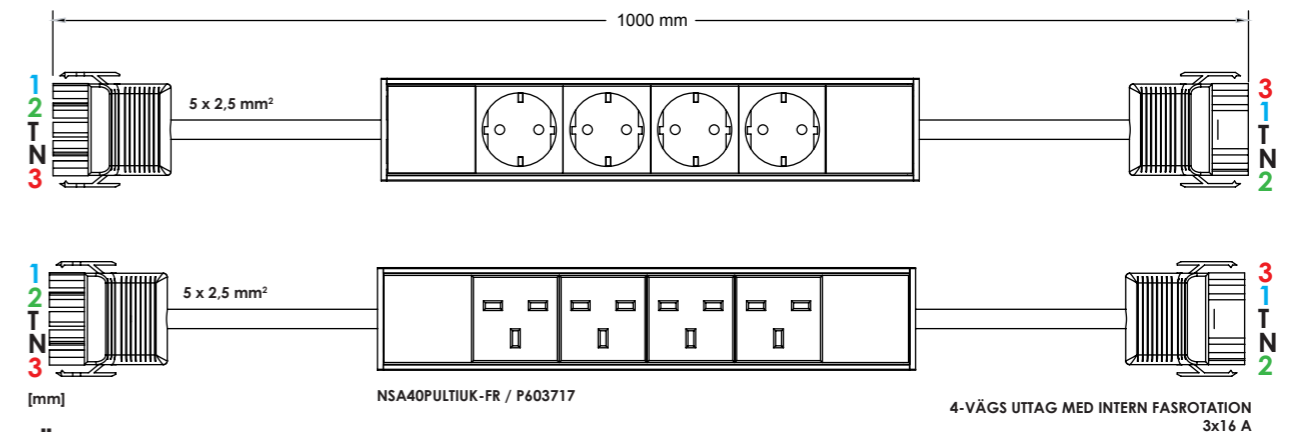 1000 mm
1
2
T
N
3
5 x 2,5 mm²
3
1
T
N
2
1
2
T
N
3
5 x 2,5 mm²
3
1
T
N
2
[mm]
NSA40PULTIUK-FR / P603717
4-VÄGS UTTAG MED INTERN FASROTATION
3x16 A